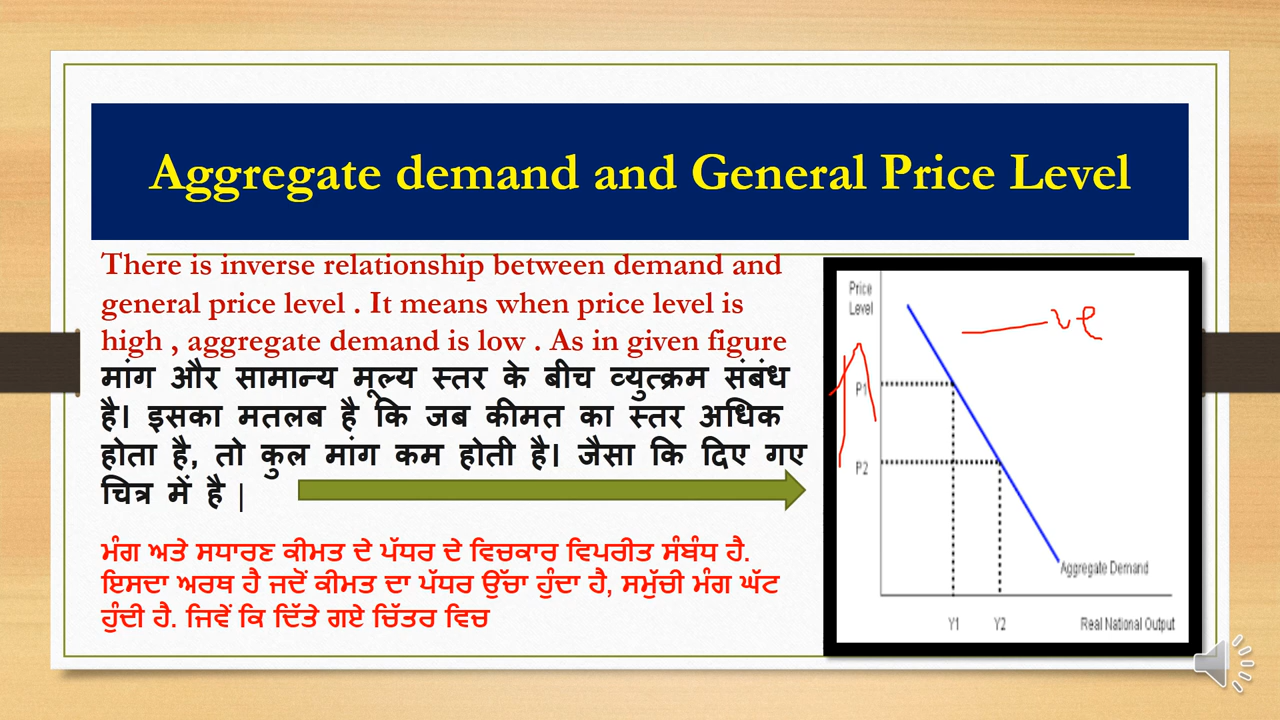 Aggregate demand and General Price Level
There is inverse relationship between demand and
general price level . It means when price level is
high , aggregate demand is low . As in given figure
मांग और सामान्य मूल्य स्तर के बीच व्युत्क्रम संबंध
है। इसका मतलब है कि जब कीमत का स्तर अधिक
होता है, तो कुल मांग कम होती है। जैसा कि दिए गए
चित्र में है |
ਮੰਗ ਅਤੇ ਸਧਾਰਣ ਕੀਮਤ ਦੇ ਪੱਧਰ ਦੇ ਵਿਚਕਾਰ ਵਿਪਰੀਤ ਸੰਬੰਧ ਹੈ.
ਇਸਦਾ ਅਰਥ ਹੈ ਜਦੋਂ ਕੀਮਤ ਦਾ ਪੱਧਰ ਉੱਚਾ ਹੁੰਦਾ ਹੈ, ਸਮੁੱਚੀ ਮੰਗ ਘੱਟ
ਹੁੰਦੀ ਹੈ. ਜਿਵੇਂ ਕਿ ਦਿੱਤੇ ਗਏ ਚਿੱਤਰ ਵਿਚ
Price
Level
-ve
P1
P2
Aggregate Demand
Y1 Y2 Real National Output